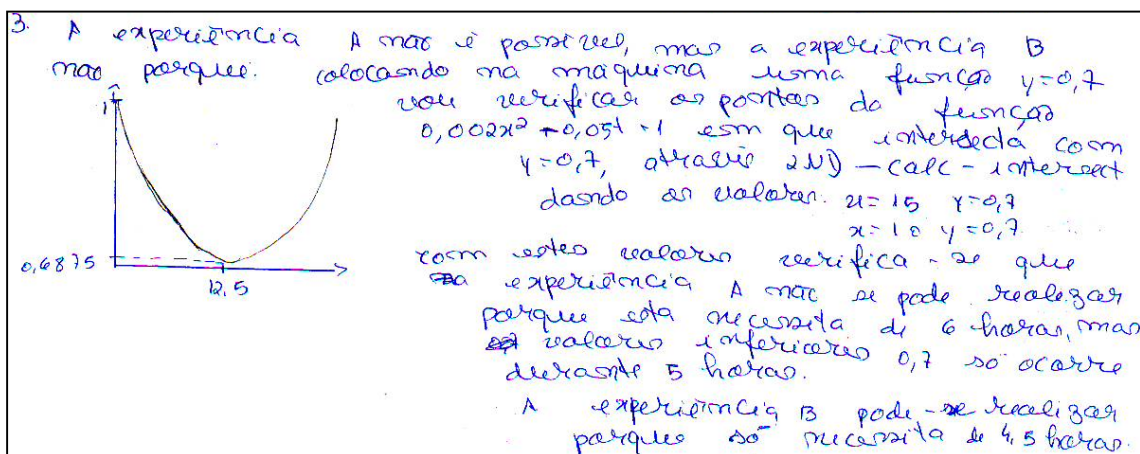 3. A experiência A não é possível, mas a experiência B
não porque. colocando na máquina uma função y=0,7
vou verificar os pontos da função
0,002x² - 0,05t + 1 em que intersectá com
y=0,7, através 2ND - calc - intersect
dando os valores. x=15 y=0,7
x=10 y=0,7.
com estes valores verifica-se que
a experiência A não se pode realizar
porque esta necessita de 6 horas, mas
valores inferiores 0,7 só ocorre
durante 5 horas.
A experiência B pode-se realizar
porque só necessita de 4,5 horas.
1
0,6875
12,5